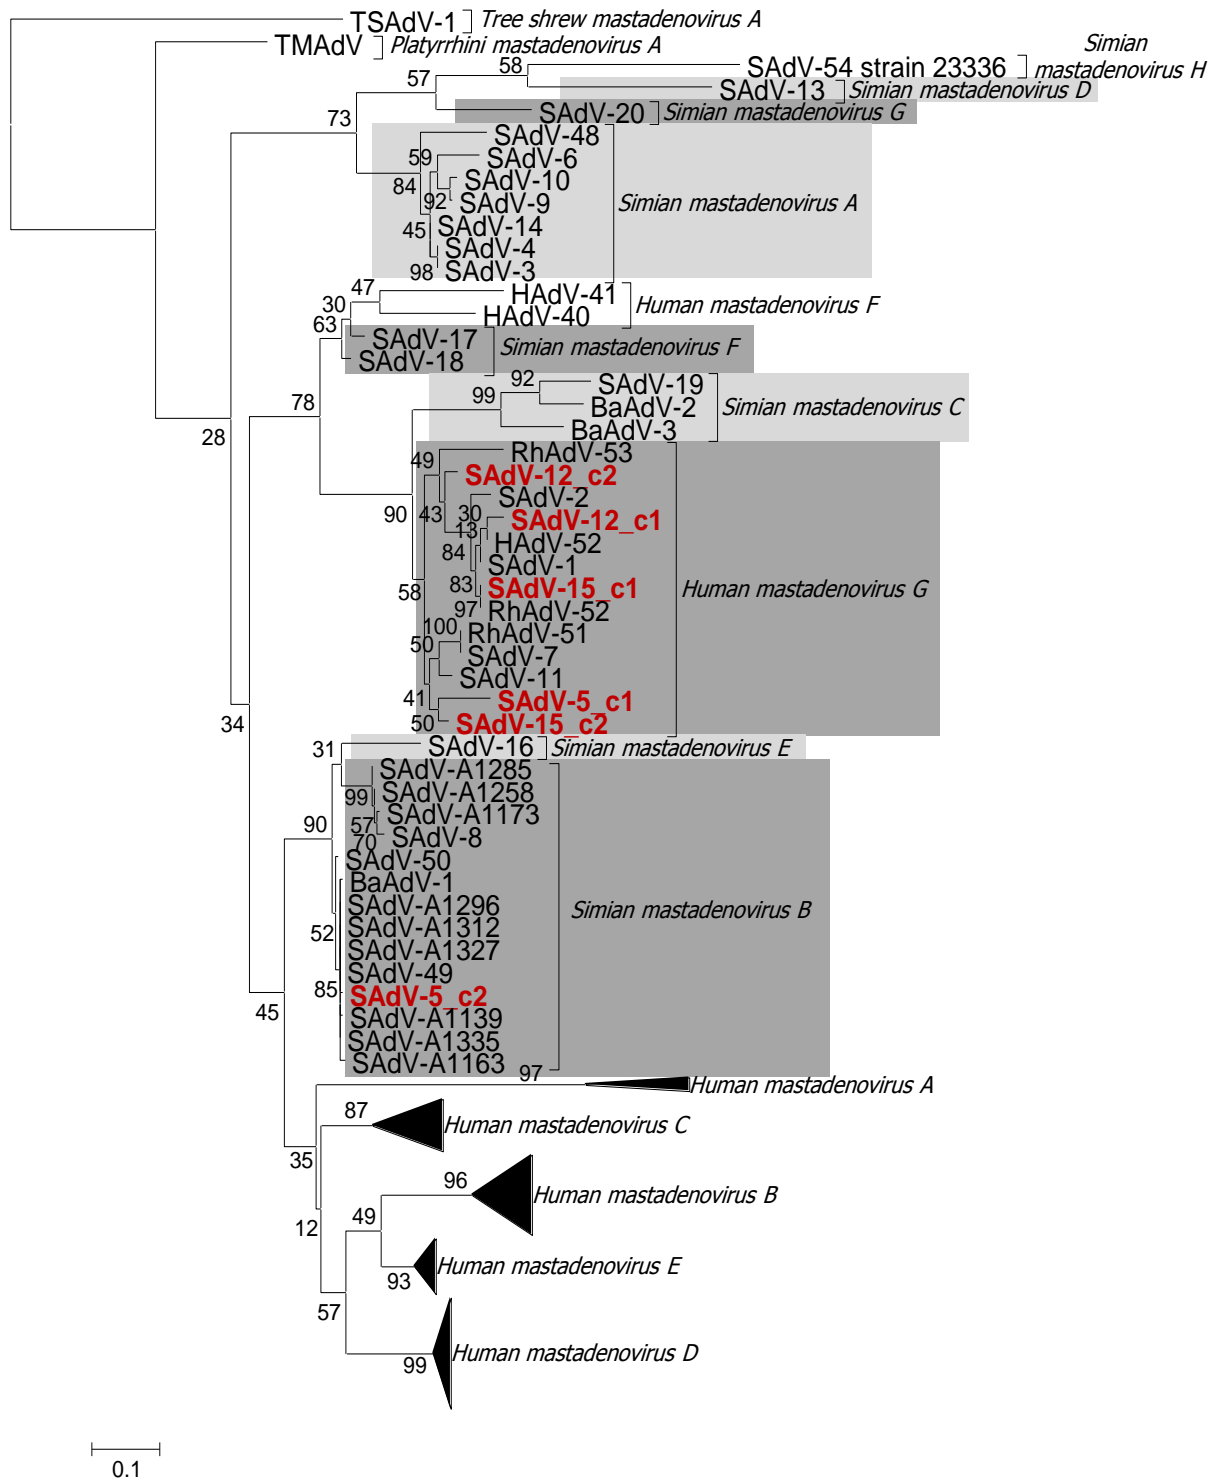 TSAdV-1 Tree shrew mastadenovirus A
TMAdV Platyrrhini mastadenovirus A
Simian
mastadenovirus H
58 SAdV-54 strain 23336
57 SAdV-13 Simian mastadenovirus D
SAdV-20 Simian mastadenovirus G
73
SAdV-48
59 SAdV-6
84 SAdV-10
92 SAdV-9 Simian mastadenovirus A
45 SAdV-14
SAdV-4
98 SAdV-3
47 HAdV-41 Human mastadenovirus F
30 HAdV-40
63 SAdV-17 Simian mastadenovirus F
SAdV-18
92 SAdV-19
78 99 BaAdV-2 Simian mastadenovirus C
BaAdV-3
28
RhAdV-53
49 SAdV-12_c2
30 SAdV-2
90 43 13 SAdV-12_c1
HAdV-52
84 SAdV-1
58 83 SAdV-15_c1 Human mastadenovirus G
97 RhAdV-52
100 RhAdV-51
50 SAdV-7
SAdV-11
41 SAdV-5_c1
50 SAdV-15_c2
34
31 SAdV-16 Simian mastadenovirus E
SAdV-A1285
99 SAdV-A1258
57 SAdV-A1173
90 70 SAdV-8
SAdV-50
BaAdV-1
SAdV-A1296 Simian mastadenovirus B
SAdV-A1312
52 SAdV-A1327
SAdV-49
85 SAdV-5_c2
45 SAdV-A1139
SAdV-A1335
SAdV-A1163
97 Human mastadenovirus A
87 Human mastadenovirus C
35
96 Human mastadenovirus B
12 49
93 Human mastadenovirus E
57
99 Human mastadenovirus D
0.1